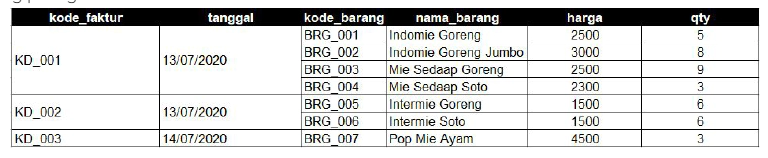 kode_faktur tanggal kode_barang nama_barang harga qty
KD_001 13/07/2020 BRG_001 Indomie Goreng 2500 5
BRG_002 Indomie Goreng Jumbo 3000 8
BRG_003 Mie Sedaap Goreng 2500 9
BRG_004 Mie Sedaap Soto 2300 3
KD_002 13/07/2020 BRG_005 Intermie Goreng 1500 6
BRG_006 Intermie Soto 1500 6
KD_003 14/07/2020 BRG_007 Pop Mie Ayam 4500 3